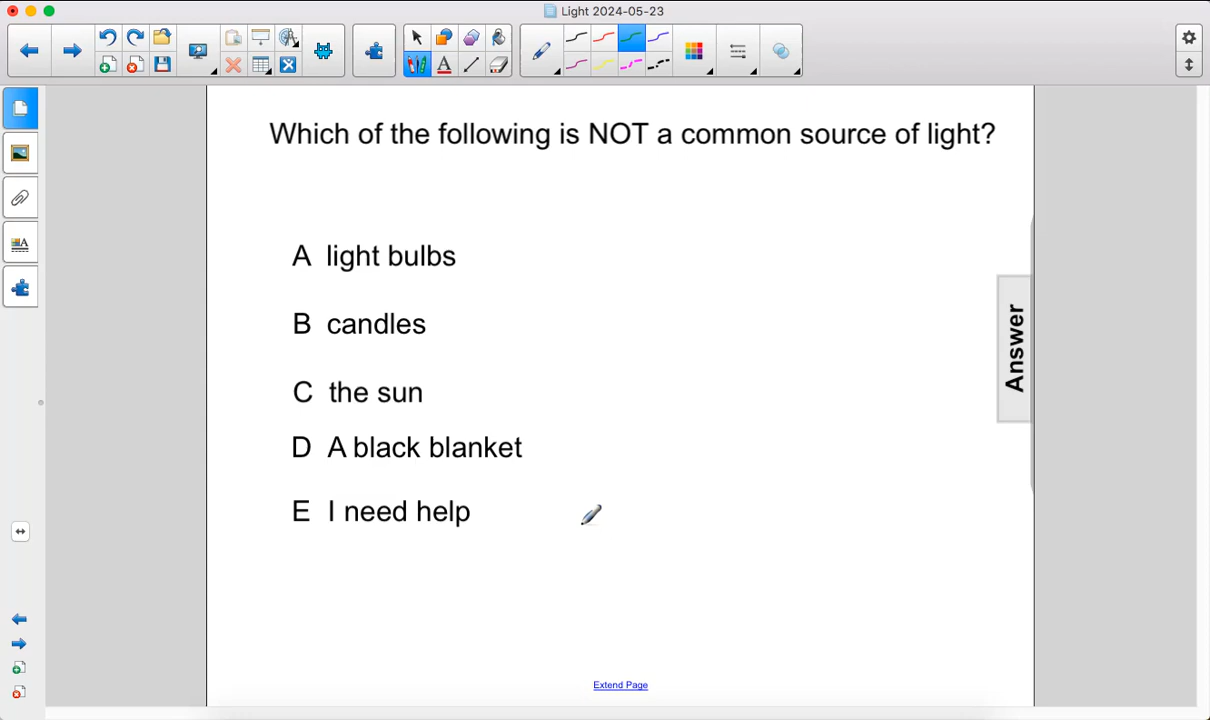 Light 2024-05-23
Which of the following is NOT a common source of light?
A light bulbs
B candles
C the sun
D A black blanket
E I need help
Answer
Extend Page